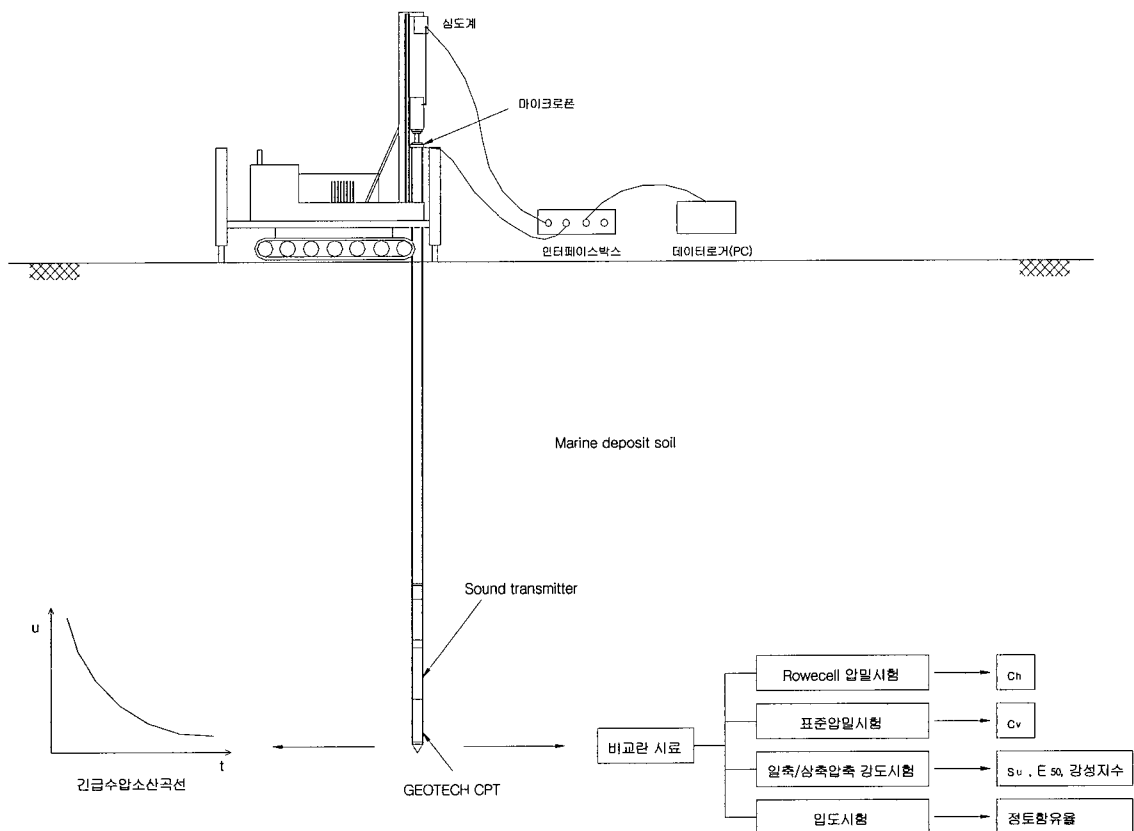 심도계
마이크로폰
인터페이스박스
데이터로거(PC)
Marine deposit soil
Sound transmitter
u
t
긴급수압소산곡선
GEOTECH CPT
비교란 시료
Rowecell 압밀시험
Ch
표준압밀시험
Cv
일축/삼축압축 강도시험
Su , E 50, 강성지수
입도시험
점토함유율